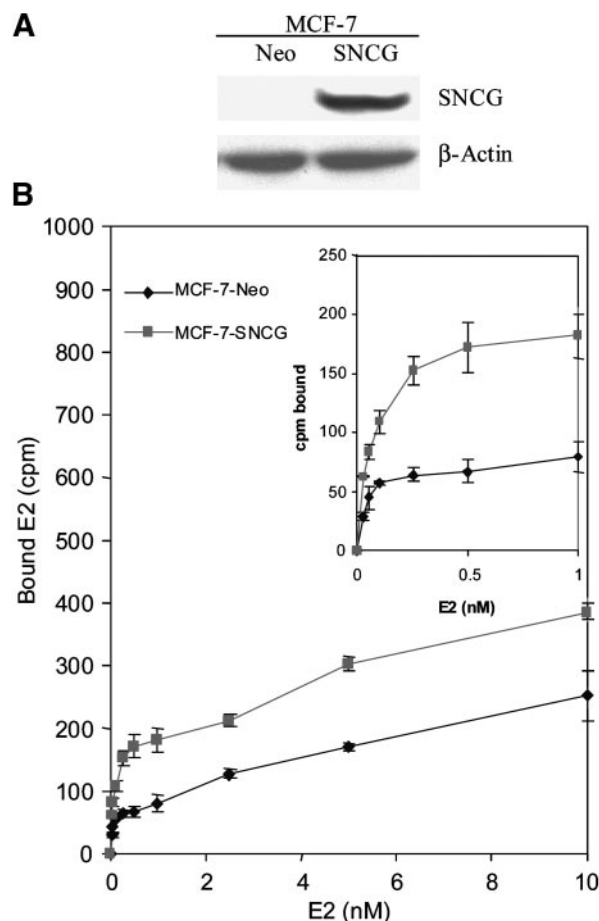 A
MCF-7
Neo SNCG
SNCG
β-Actin
B
1000
900
800
700
600
500
400
300
200
100
0
Bound E2 (cpm)
MCF-7-Neo
MCF-7-SNCG
250
200
150
100
50
0
cpm bound
0 0.5 1
E2 (nM)
0 2 4 6 8 10
E2 (nM)